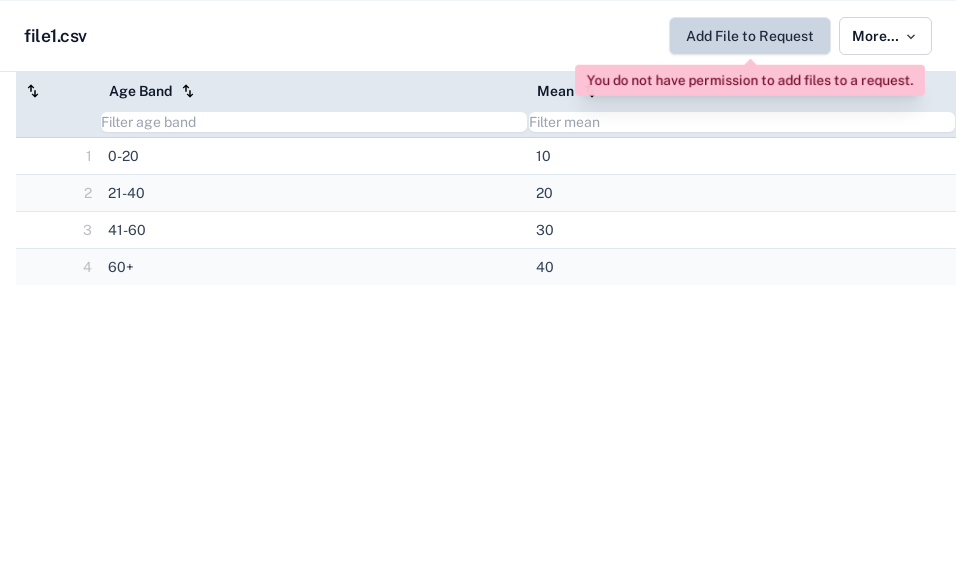 file1.csv
Add File to Request
More...
You do not have permission to add files to a request.
Age Band
Mean
Filter age band
Filter mean
1 0-20 10
2 21-40 20
3 41-60 30
4 60+ 40